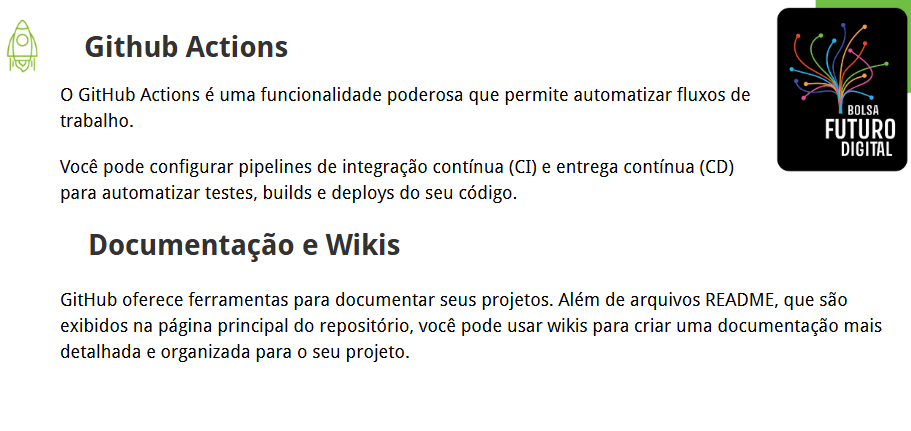 Github Actions
O GitHub Actions é uma funcionalidade poderosa que permite automatizar fluxos de
trabalho.
Você pode configurar pipelines de integração contínua (CI) e entrega contínua (CD)
para automatizar testes, builds e deploys do seu código.
Documentação e Wikis
GitHub oferece ferramentas para documentar seus projetos. Além de arquivos README, que são
exibidos na página principal do repositório, você pode usar wikis para criar uma documentação mais
detalhada e organizada para o seu projeto.
BOLSA
FUTURO
DIGITAL